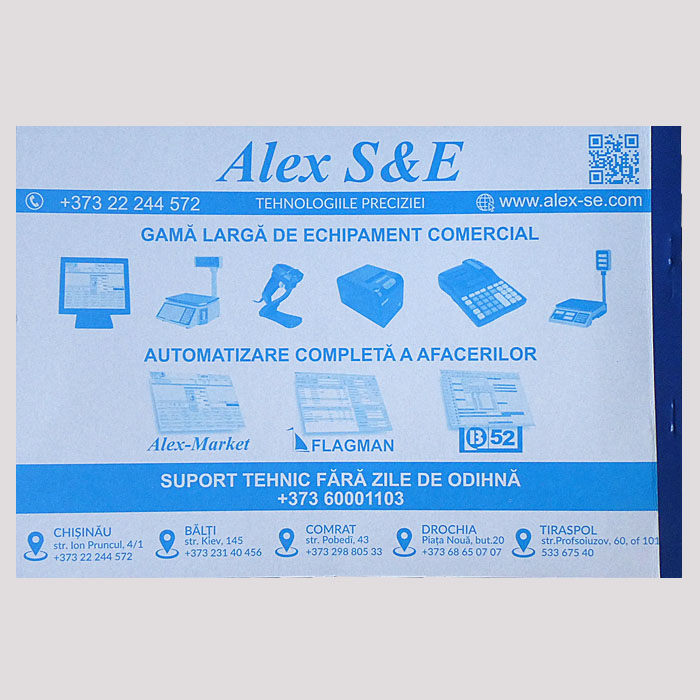 Alex S&E
+373 22 244 572
TEHNOLOGIILE PRECIZIEI
www.alex-se.com
GAMĂ LARGĂ DE ECHIPAMENT COMERCIAL
AUTOMATIZARE COMPLETĂ A AFACERILOR
Alex-Market
FLAGMAN
B 52
SUPORT TEHNIC FĂRĂ ZILE DE ODIHNĂ
+373 60001103
CHIȘINĂU
str. Ion Pruncul, 4/1
+373 22 244 572
BĂLȚI
str. Kiev, 145
+373 231 40 456
COMRAT
str. Pobedî, 43
+373 298 805 33
DROCHIA
Piața Nouă, but.20
+373 68 65 07 07
TIRASPOL
str.Profsoiuzov, 60, of 101
533 675 40